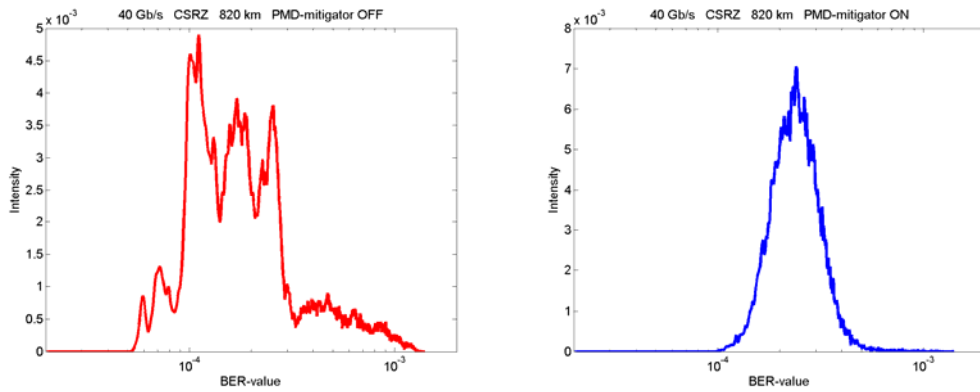 40 Gb/s CSRZ 820 km PMD-mitigator OFF
5 x 10^-3
4.5
4
3.5
3
2.5
2
1.5
1
0.5
0
Intensity
10^-4 10^-3
BER-value
40 Gb/s CSRZ 820 km PMD-mitigator ON
8 x 10^-3
7
6
5
4
3
2
1
0
Intensity
10^-4 10^-3
BER-value